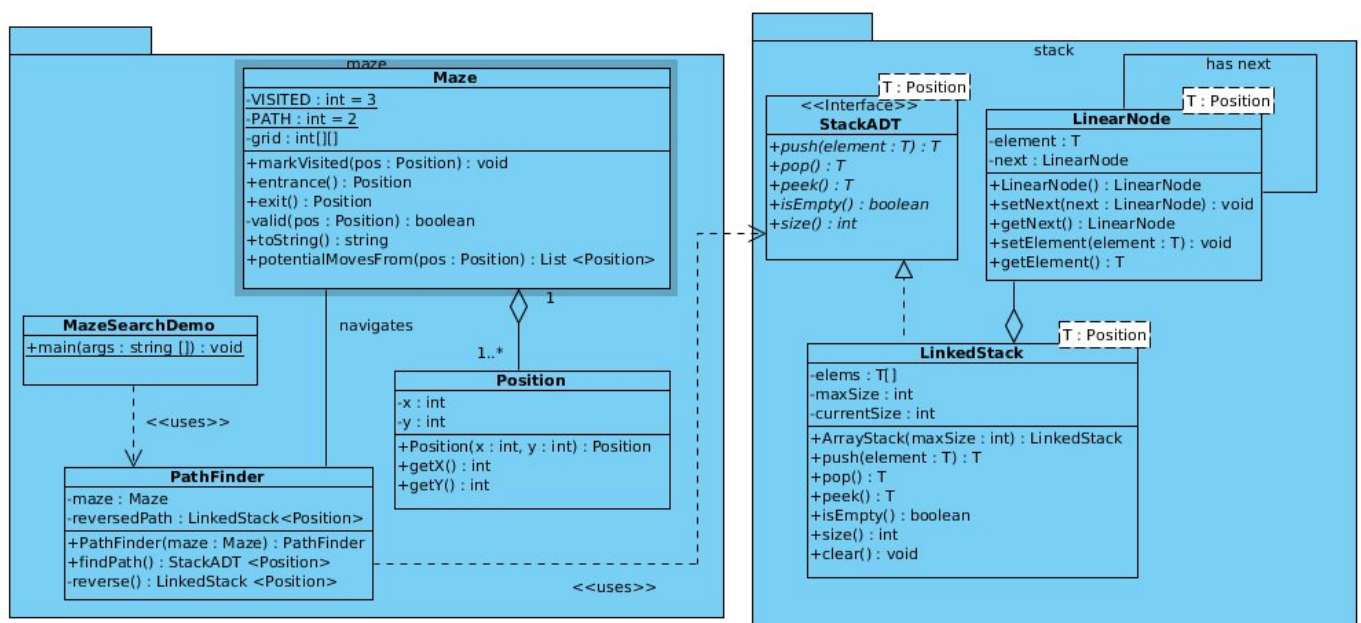 maze
Maze
-VISITED : int = 3
-PATH : int = 2
-grid : int[][]
+markVisited(pos : Position) : void
+entrance() : Position
+exit() : Position
-valid(pos : Position) : boolean
+toString() : string
+potentialMovesFrom(pos : Position) : List <Position>
1
navigates
1..*
MazeSearchDemo
+main(args : string []) : void
<<uses>>
Position
-x : int
-y : int
+Position(x : int, y : int) : Position
+getX() : int
+getY() : int
PathFinder
-maze : Maze
-reversedPath : LinkedStack<Position>
+PathFinder(maze : Maze) : PathFinder
+findPath() : StackADT <Position>
-reverse() : LinkedStack <Position>
<<uses>>
stack
T : Position
<<Interface>>
StackADT
+push(element : T) : T
+pop() : T
+peek() : T
+isEmpty() : boolean
+size() : int
has next
T : Position
LinearNode
-element : T
-next : LinearNode
+LinearNode() : LinearNode
+setNext(next : LinearNode) : void
+getNext() : LinearNode
+setElement(element : T) : void
+getElement() : T
T : Position
LinkedStack
-elems : T[]
-maxSize : int
-currentSize : int
+ArrayStack(maxSize : int) : LinkedStack
+push(element : T) : T
+pop() : T
+peek() : T
+isEmpty() : boolean
+size() : int
+clear() : void